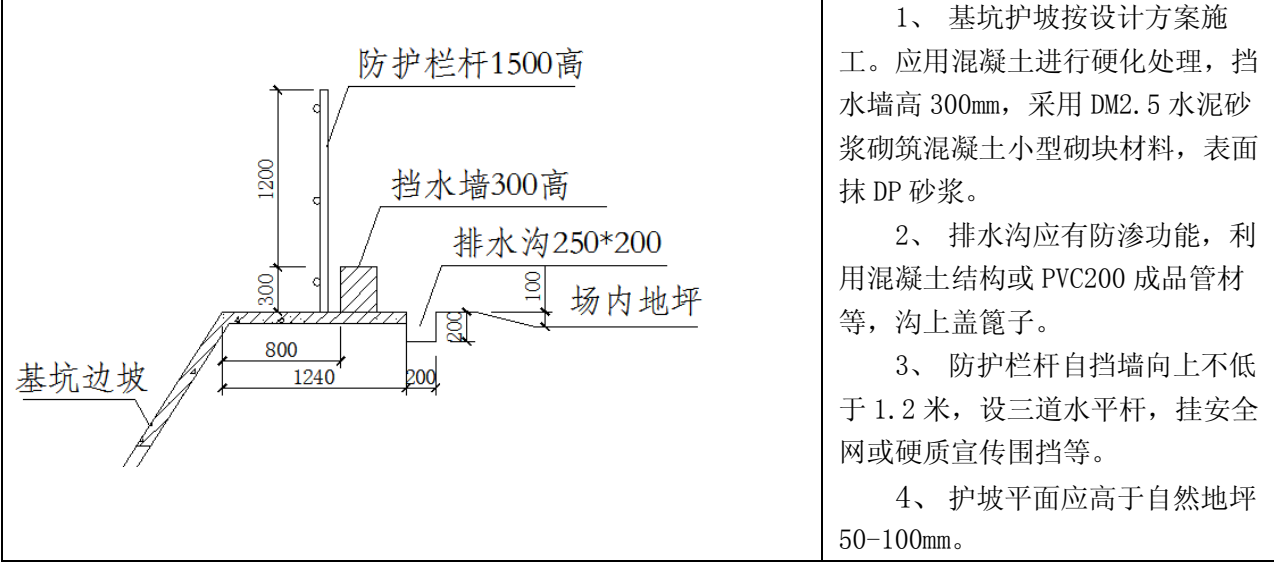 防护栏杆1500高
1200
挡水墙300高
排水沟250*200
300
100
场内地坪
200
800
基坑边坡
1240
200
1、 基坑护坡按设计方案施
工。应用混凝土进行硬化处理，挡
水墙高 300mm，采用 DM2.5 水泥砂
浆砌筑混凝土小型砌块材料，表面
抹 DP 砂浆。
2、 排水沟应有防渗功能，利
用混凝土结构或 PVC200 成品管材
等，沟上盖篦子。
3、 防护栏杆自挡墙向上不低
于 1.2 米，设三道水平杆，挂安全
网或硬质宣传围挡等。
4、 护坡平面应高于自然地坪
50-100mm。